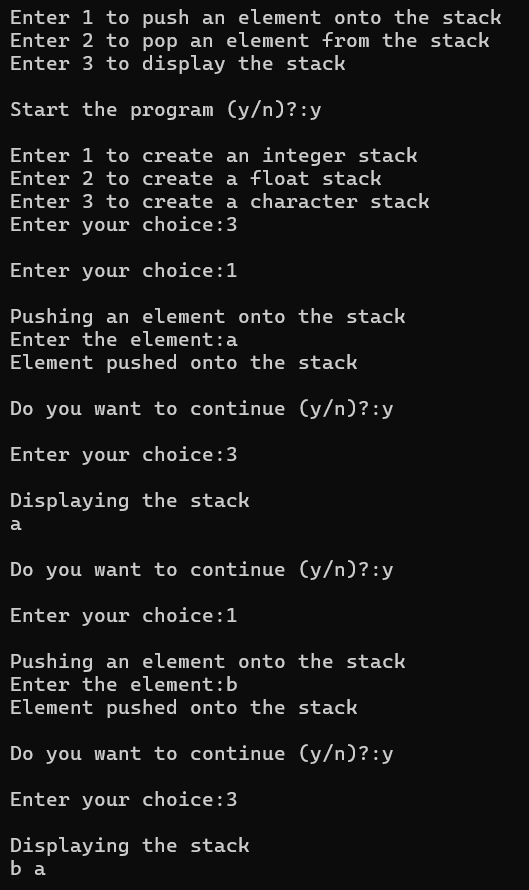 Enter 1 to push an element onto the stack
Enter 2 to pop an element from the stack
Enter 3 to display the stack
Start the program (y/n)?:y
Enter 1 to create an integer stack
Enter 2 to create a float stack
Enter 3 to create a character stack
Enter your choice:3
Enter your choice:1
Pushing an element onto the stack
Enter the element:a
Element pushed onto the stack
Do you want to continue (y/n)?:y
Enter your choice:3
Displaying the stack
a
Do you want to continue (y/n)?:y
Enter your choice:1
Pushing an element onto the stack
Enter the element:b
Element pushed onto the stack
Do you want to continue (y/n)?:y
Enter your choice:3
Displaying the stack
b a